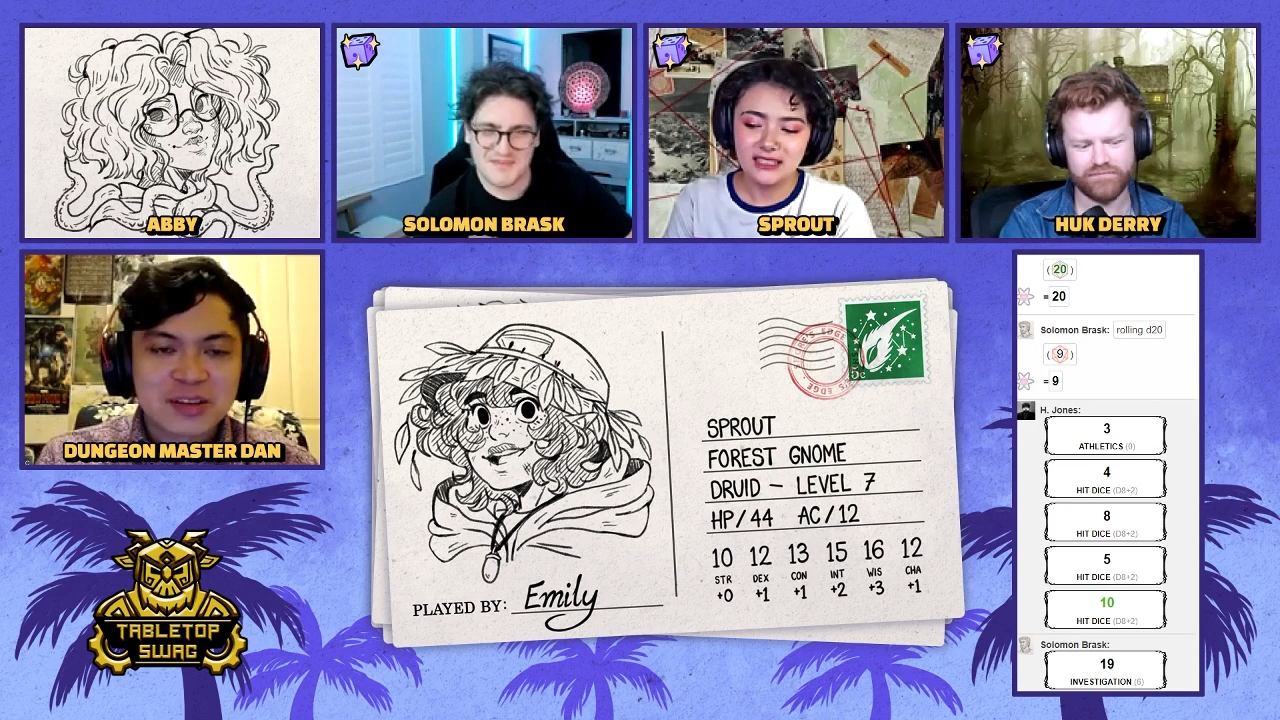 ABBY
SOLOMON BRASK
SPROUT
HUK DERRY
DUNGEON MASTER DAN
TABLETOP
SWAG
SPROUT
FOREST GNOME
DRUID – LEVEL 7
HP/44 AC/12
10 12 13 15 16 12
STR DEX CON INT WIS CHA
+0 +1 +1 +2 +3 +1
PLAYED BY: Emily
5c
(20)
= 20
Solomon Brask: rolling d20
(9)
= 9
H. Jones:
3
ATHLETICS (0)
4
HIT DICE (D8+2)
8
HIT DICE (D8+2)
5
HIT DICE (D8+2)
10
HIT DICE (D8+2)
Solomon Brask:
19
INVESTIGATION (6)